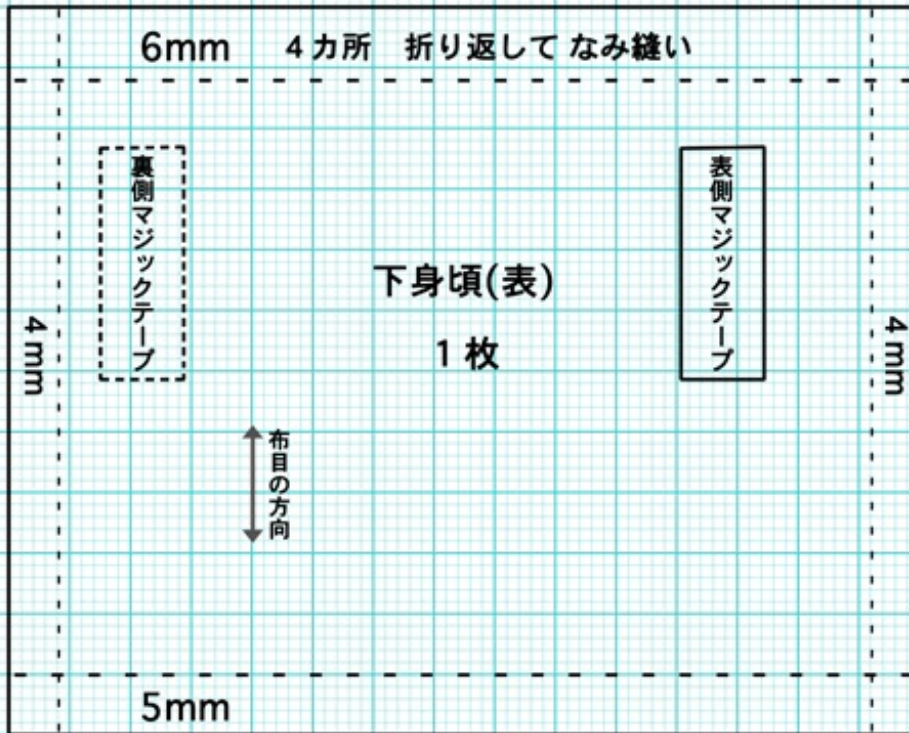 6mm 4カ所 折り返して なみ縫い
裏側マジックテープ
表側マジックテープ
下身頃(表)
1枚
4mm
4mm
布目の方向
5mm